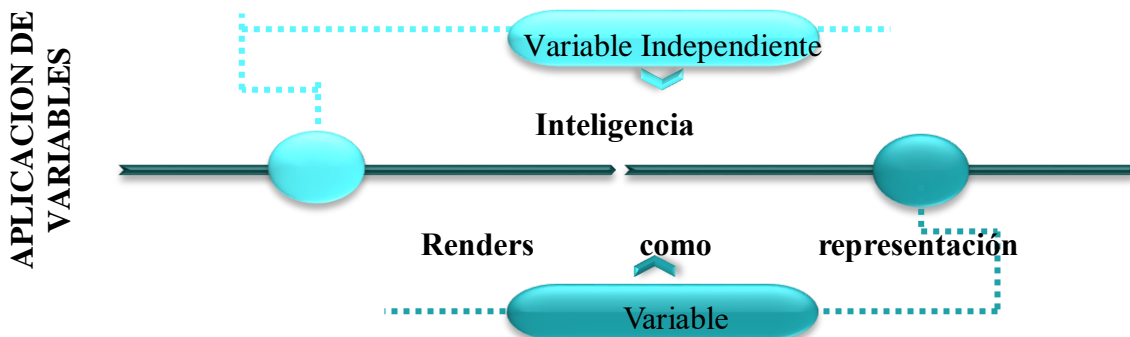 APLICACION DE
VARIABLES
Variable Independiente
Inteligencia
Renders como representación
Variable